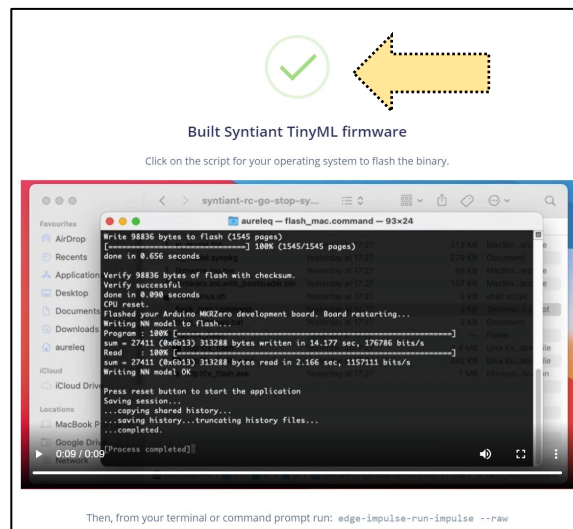 Built Syntiant TinyML firmware
Click on the script for your operating system to flash the binary.
syntiant-rc-go-stop-sy...
Favourites
AirDrop
Recents
Application
Desktop
Documents
Downloads
aureleq
iCloud
iCloud Driv
Locations
MacBook P
Google Driv
Network
aureleq — flash_mac.command — 93×24
Write 98836 bytes to flash (1545 pages)
[==============================] 100% (1545/1545 pages)
done in 0.656 seconds
Verify 98836 bytes of flash with checksum.
Verify successful
done in 0.090 seconds
CPU reset.
Flashed your Arduino MKRZero development board. Board restarting...
Writing NN model to flash...
Program : 100% [==================================================]
sum = 27411 (0x6b13) 313288 bytes written in 14.177 sec, 176786 bits/s
Read    : 100% [==================================================]
sum = 27411 (0x6b13) 313288 bytes read in 2.166 sec, 1157111 bits/s
Writing NN model OK
Press reset button to start the application
Saving session...
...copying shared history...
...saving history...truncating history files...
...completed.
[Process completed]
0:09 / 0:09
Then, from your terminal or command prompt run: edge-impulse-run-impulse --raw